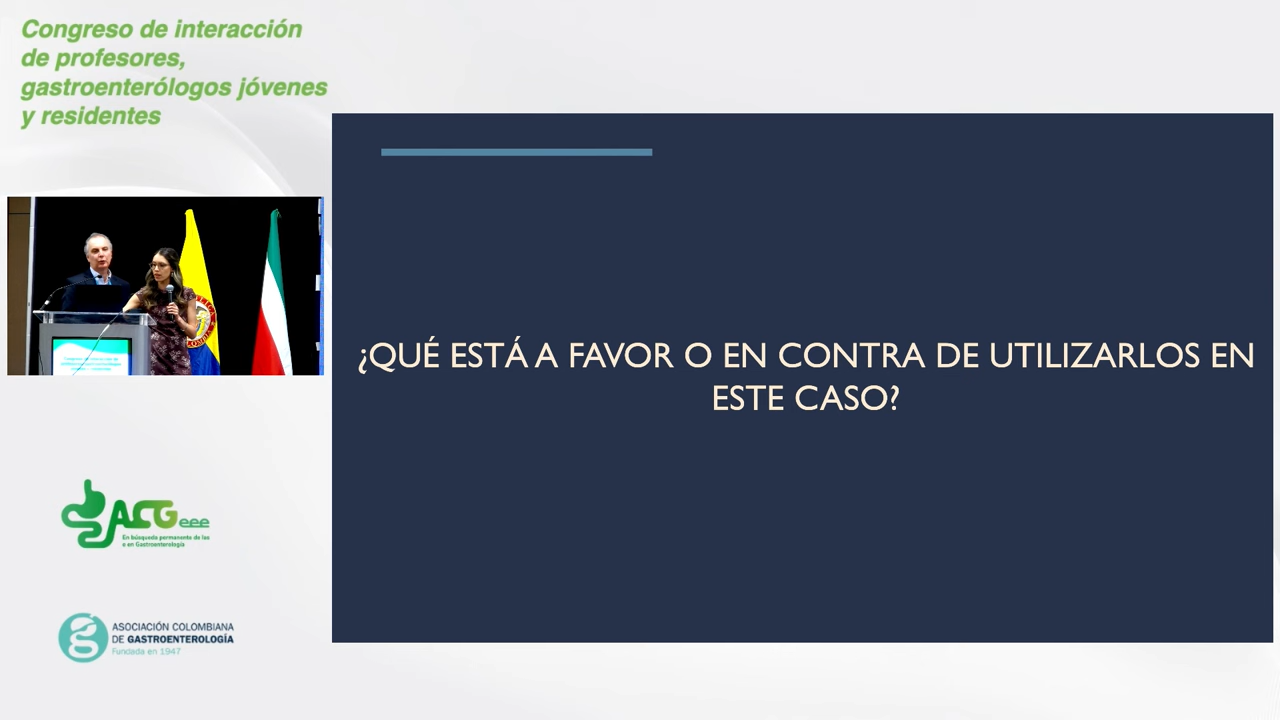 Congreso de interacción
de profesores,
gastroenterólogos jóvenes
y residentes
¿QUÉ ESTÁ A FAVOR O EN CONTRA DE UTILIZARLOS EN
ESTE CASO?
ACGeee
En búsqueda permanente de las
e en Gastroenterología
ASOCIACIÓN COLOMBIANA
DE GASTROENTEROLOGÍA
Fundada en 1947